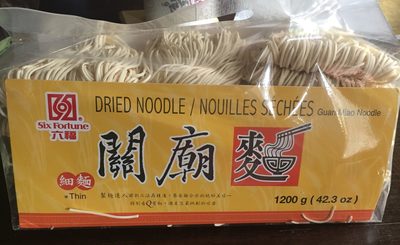 DRIED NOODLE / NOUILLES SÉCHÉES Guan Miao Noodle
Six Fortune
六福
關廟麵
細麵
Thin
1200 g ( 42.3 oz )